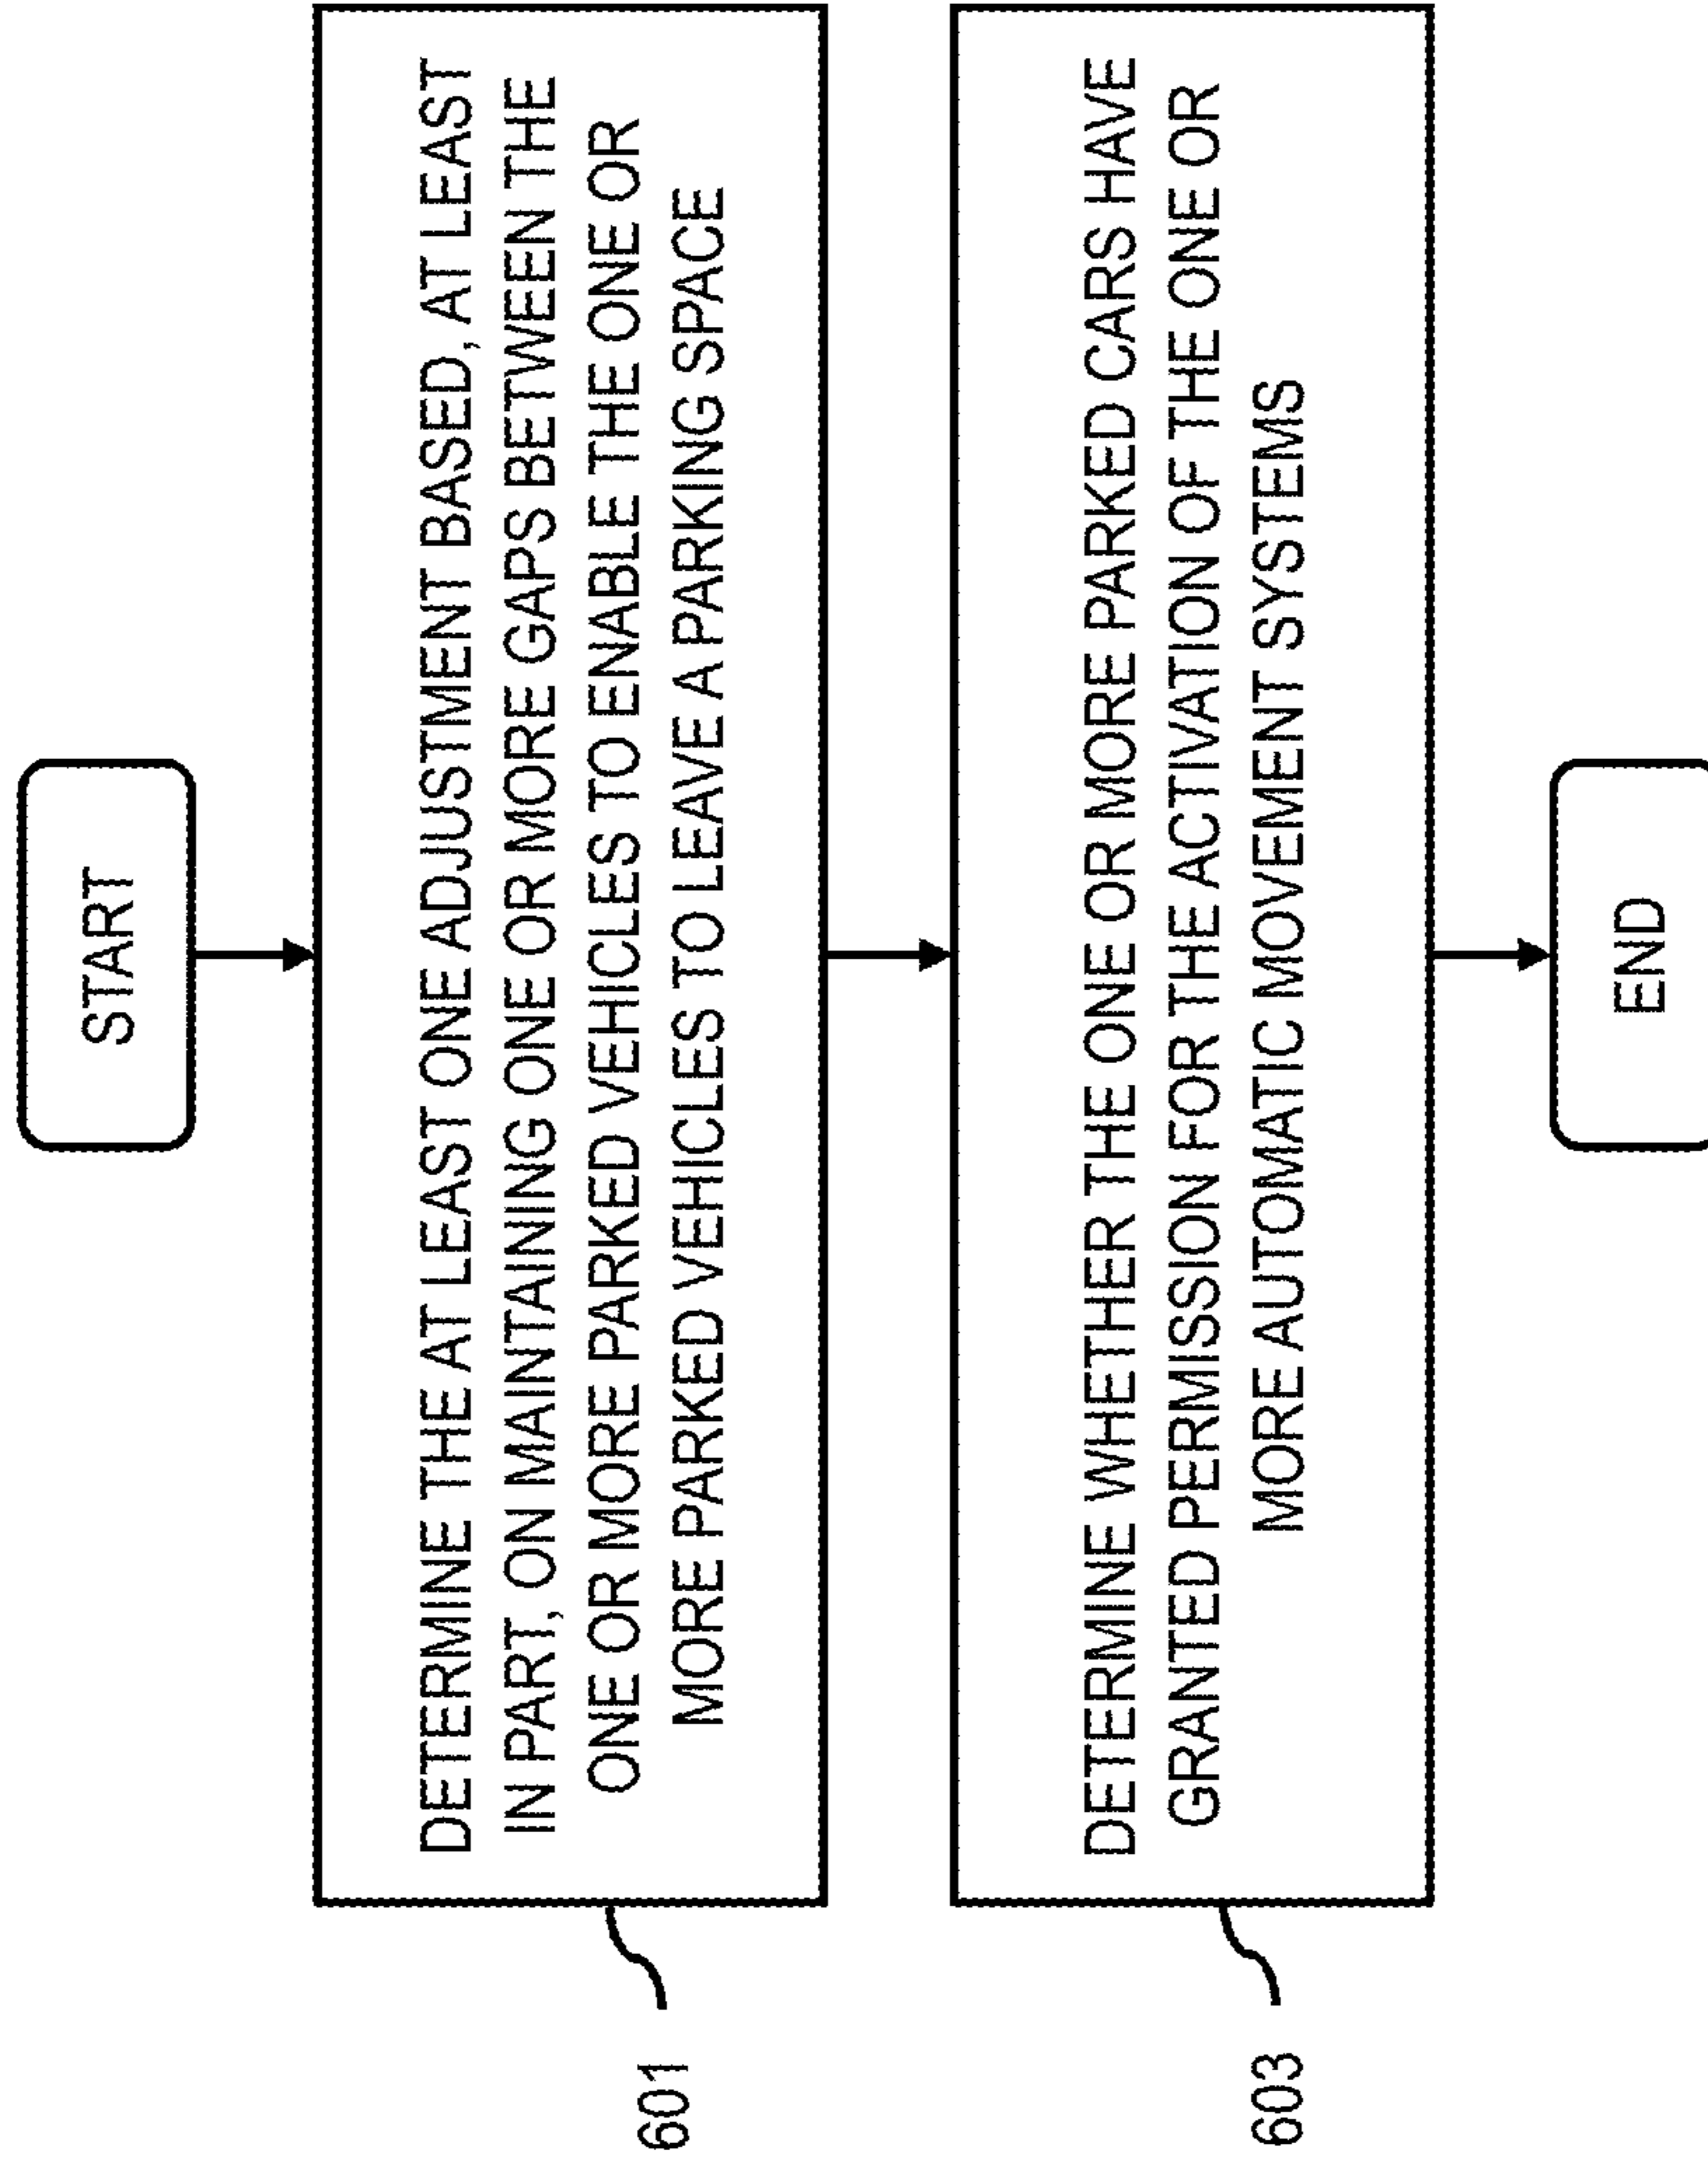 START
DETERMINE THE AT LEAST ONE ADJUSTMENT BASED, AT LEAST
IN PART, ON MAINTAINING ONE OR MORE GAPS BETWEEN THE
ONE OR MORE PARKED VEHICLES TO ENABLE THE ONE OR
MORE PARKED VEHICLES TO LEAVE A PARKING SPACE
601
DETERMINE WHETHER THE ONE OR MORE PARKED CARS HAVE
GRANTED PERMISSION FOR THE ACTIVATION OF THE ONE OR
MORE AUTOMATIC MOVEMENT SYSTEMS
603
END